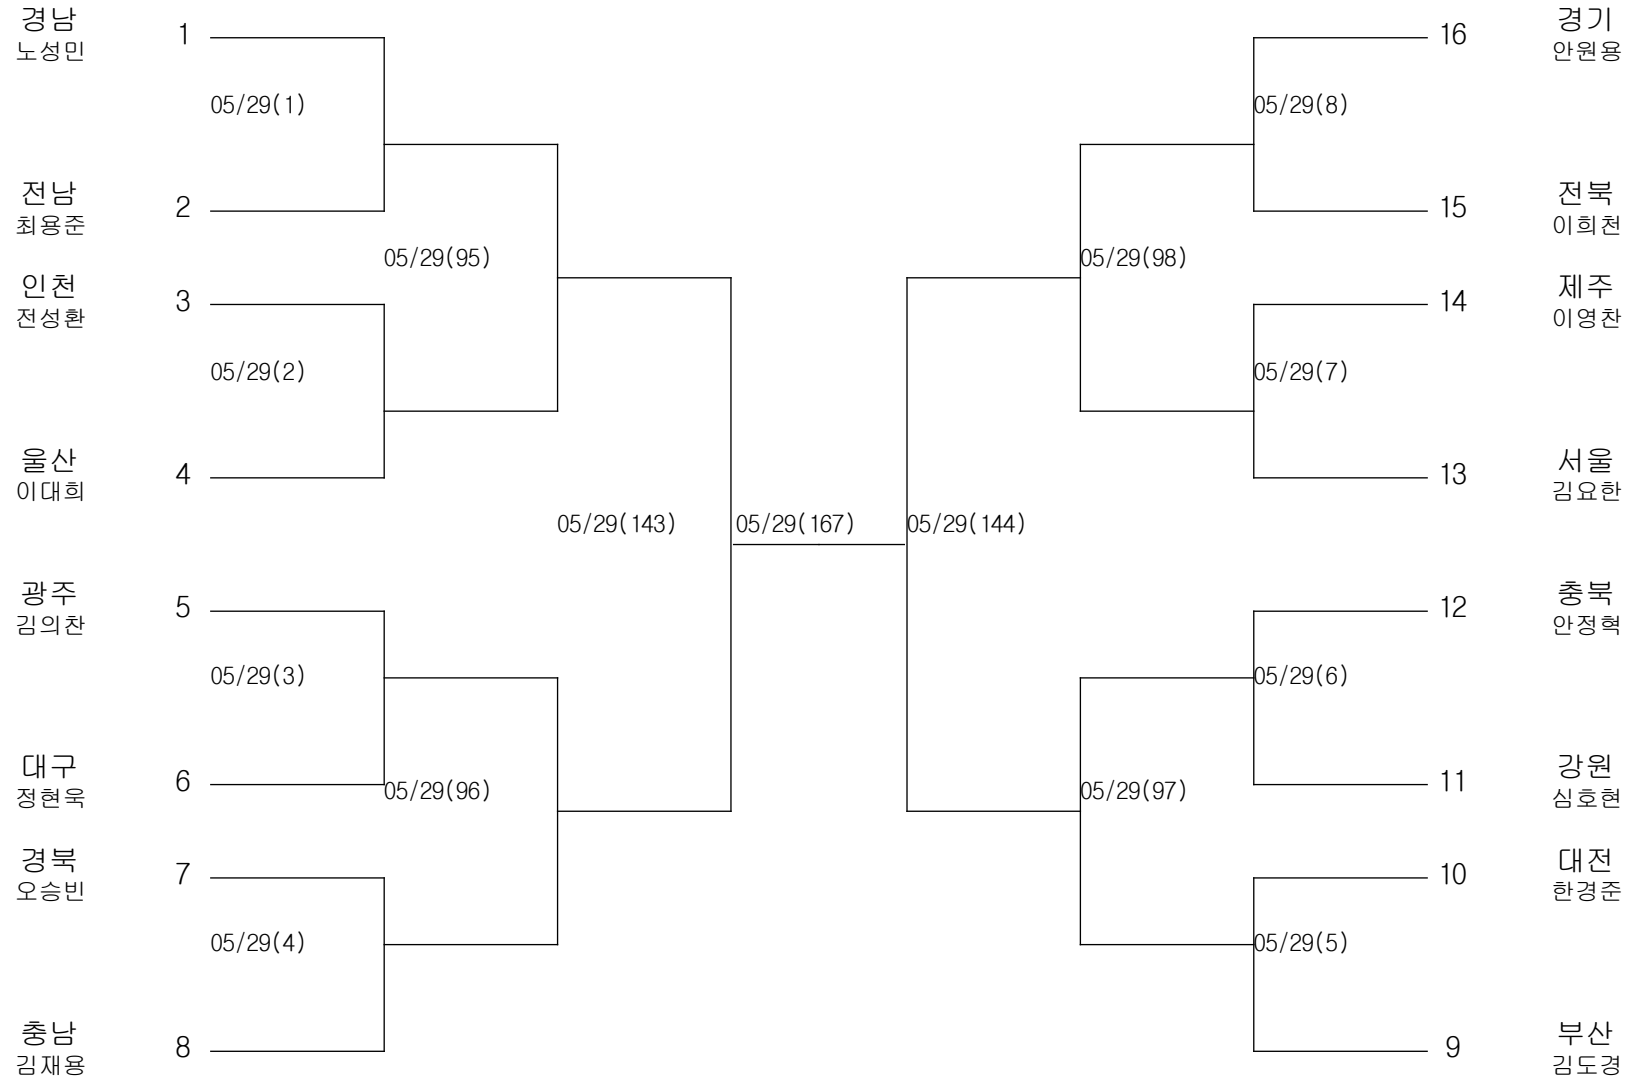 경남 1 16 경기
노성민 안원용
05/29(1) 05/29(8)
전남 2 15 전북
최용준 이희천
05/29(95) 05/29(98)
인천 3 14 제주
전성환 이영찬
05/29(2) 05/29(7)
울산 4 13 서울
이대희 김요한
05/29(143) 05/29(167) 05/29(144)
광주 5 12 충북
김의찬 안정혁
05/29(3) 05/29(6)
대구 6 11 강원
정현욱 05/29(96) 05/29(97) 심호현
경북 7 10 대전
오승빈 한경준
05/29(4) 05/29(5)
충남 8 9 부산
김재용 김도경